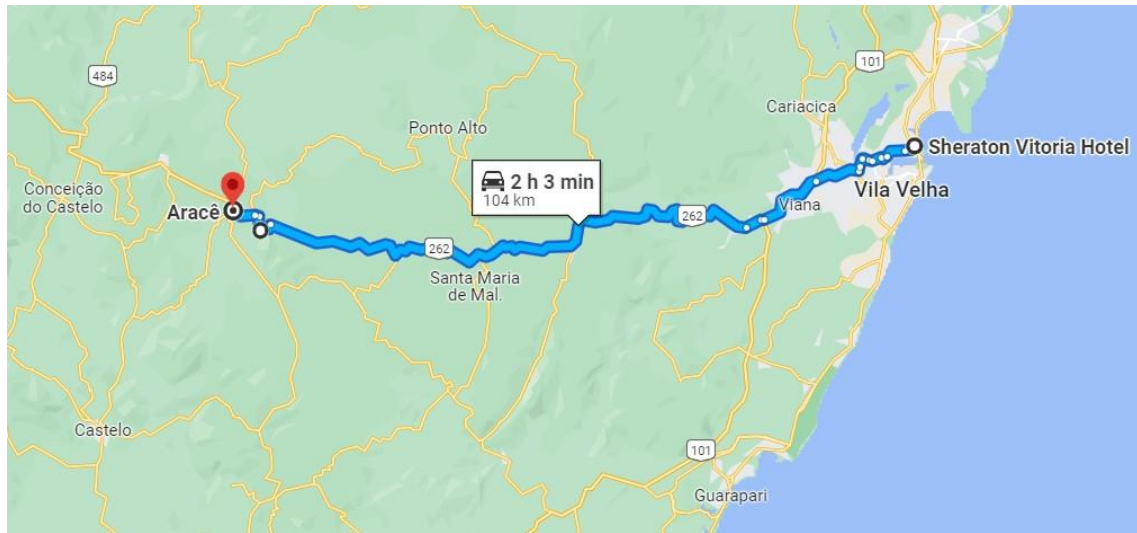 101
484
Cariacica
Ponto Alto
Sheraton Vitoria Hotel
2 h 3 min
104 km
Conceição
do Castelo
Vila Velha
Aracê
Viana
262
262
Santa Maria
de Mal.
Castelo
101
Guarapari